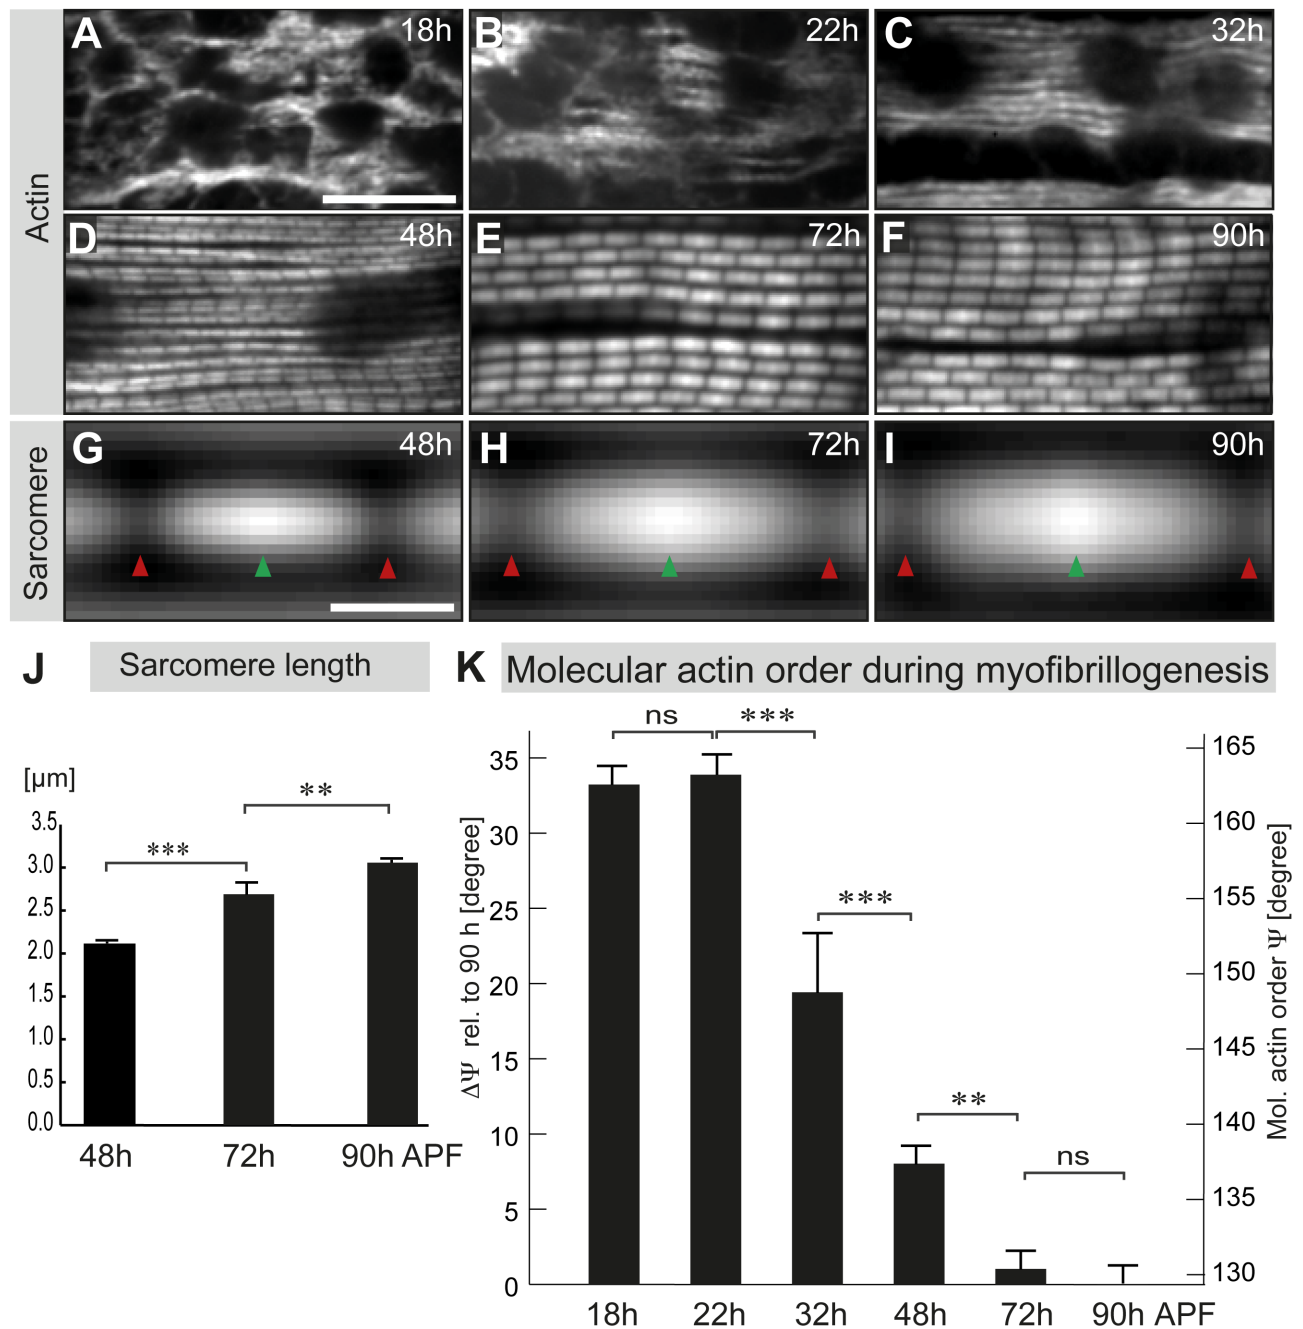 A 18h
B 22h
C 32h
Actin
D 48h
E 72h
F 90h
Sarcomere
G 48h
H 72h
I 90h
J Sarcomere length
[µm]
3.5
3.0
2.5
2.0
1.5
1.0
0.5
0.0
***
**
48h 72h 90h APF
K Molecular actin order during myofibrillogenesis
ΔΨ rel. to 90 h [degree]
35
30
25
20
15
10
5
0
ns
***
***
**
ns
165
160
155
150
145
140
135
130
Mol. actin order Ψ [degree]
18h 22h 32h 48h 72h 90h APF